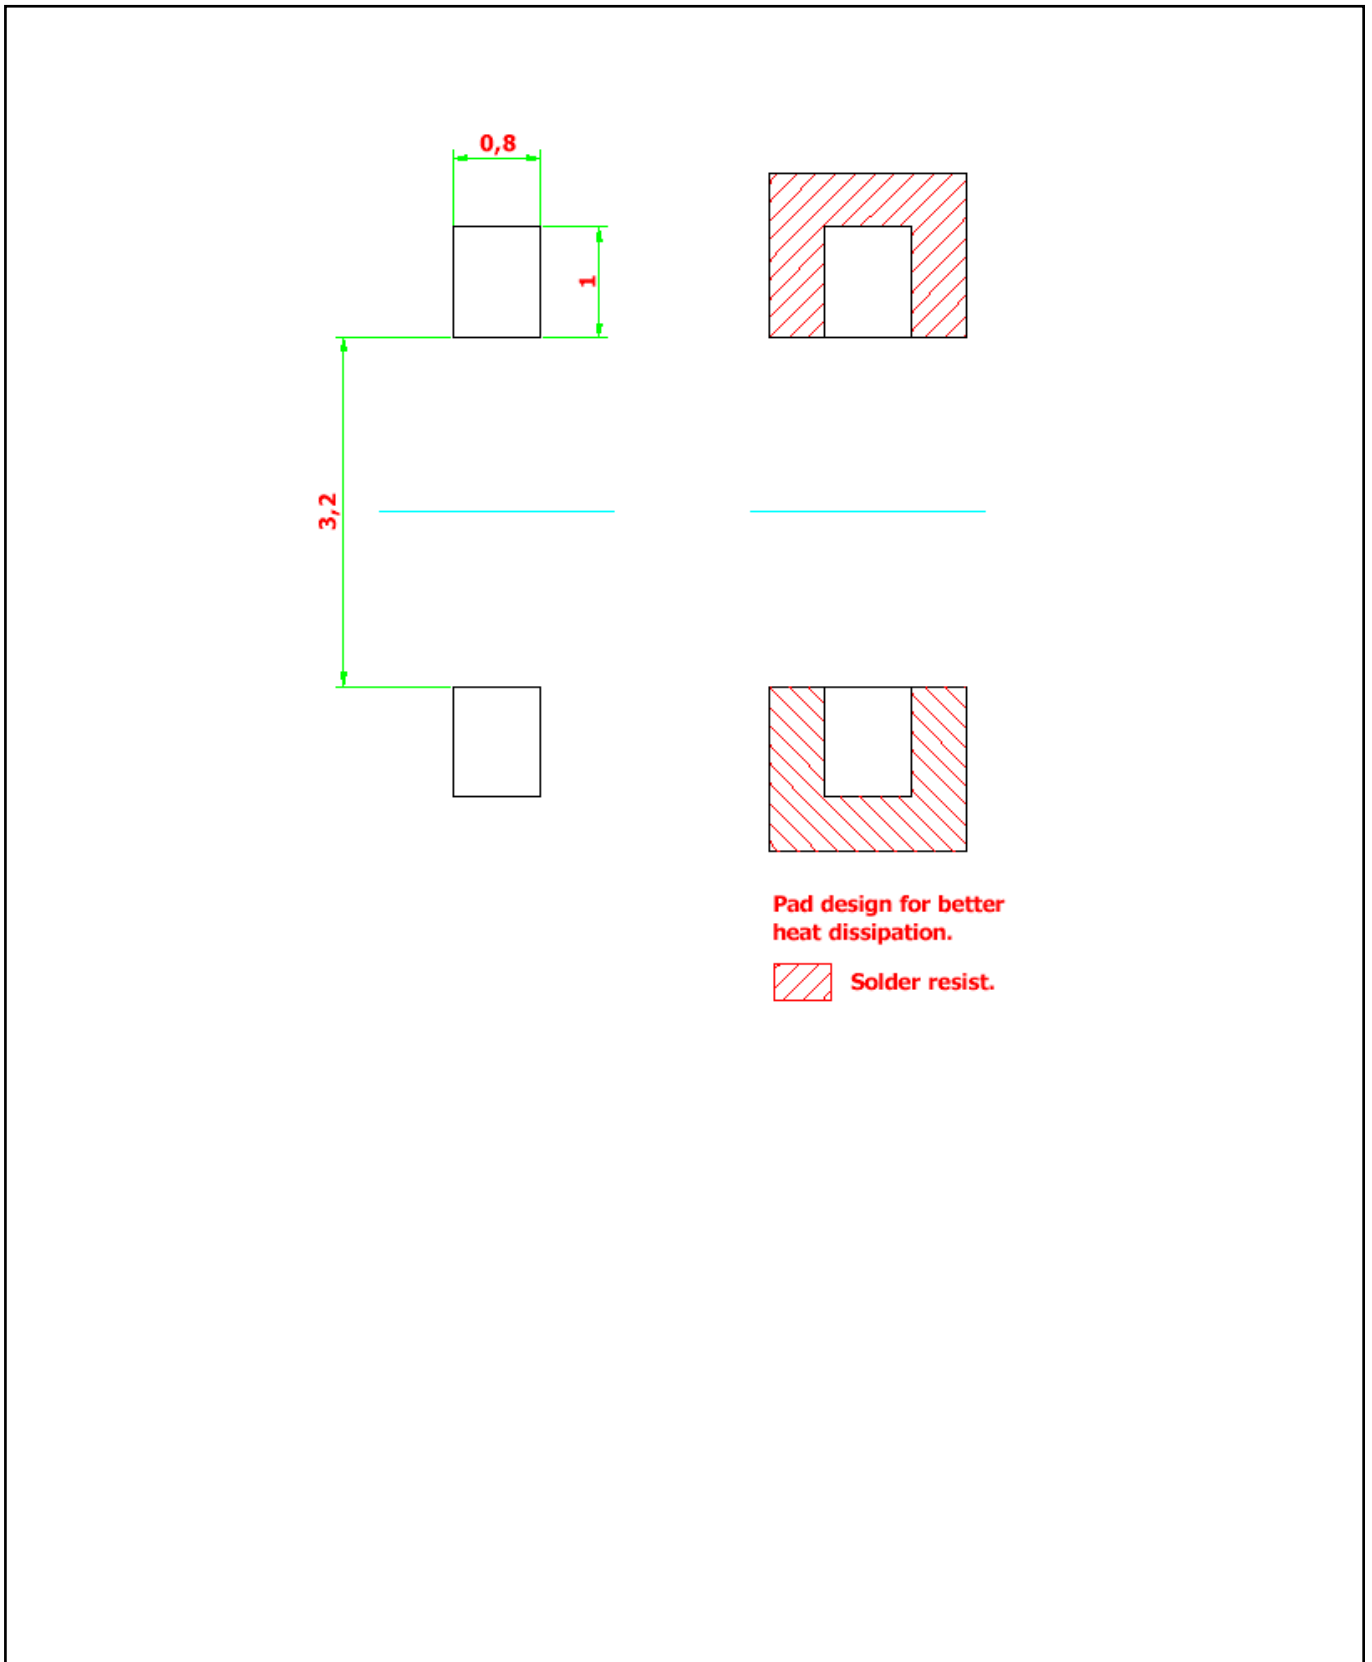 0,8
1
3,2
Pad design for better
heat dissipation.
Solder resist.